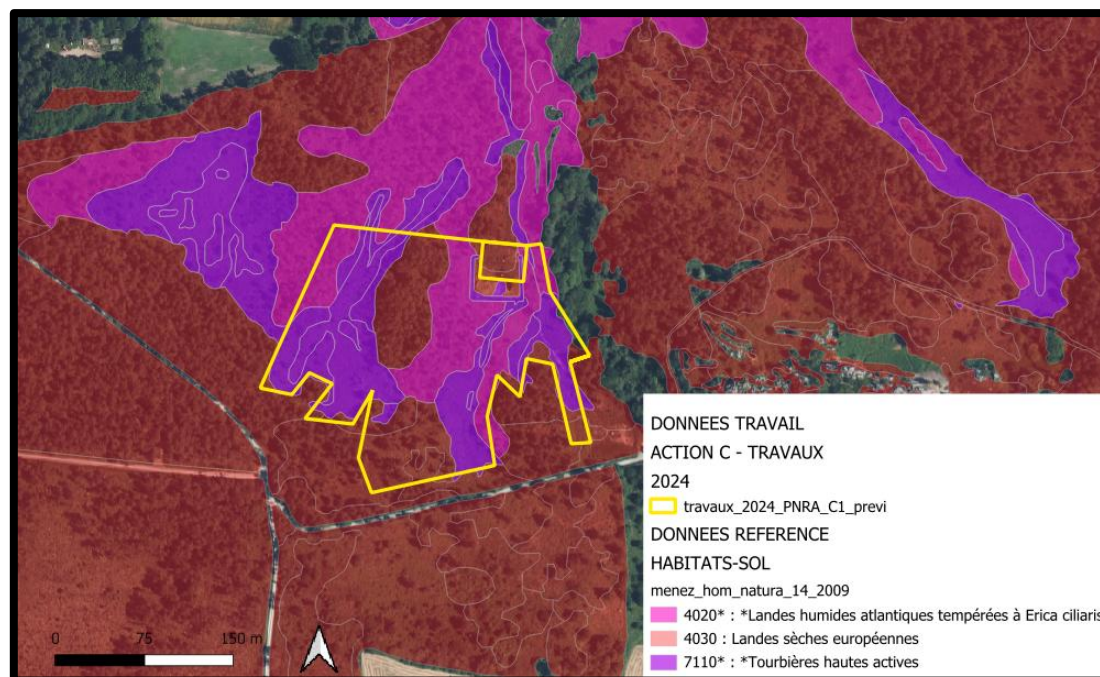 DONNEES TRAVAIL
ACTION C - TRAVAUX
2024
travaux_2024_PNRA_C1_previ
DONNEES REFERENCE
HABITATS-SOL
menez_hom_natura_14_2009
4020* : *Landes humides atlantiques tempérées à Erica ciliaris
4030 : Landes sèches européennes
7110* : *Tourbières hautes actives
0 75 150 m